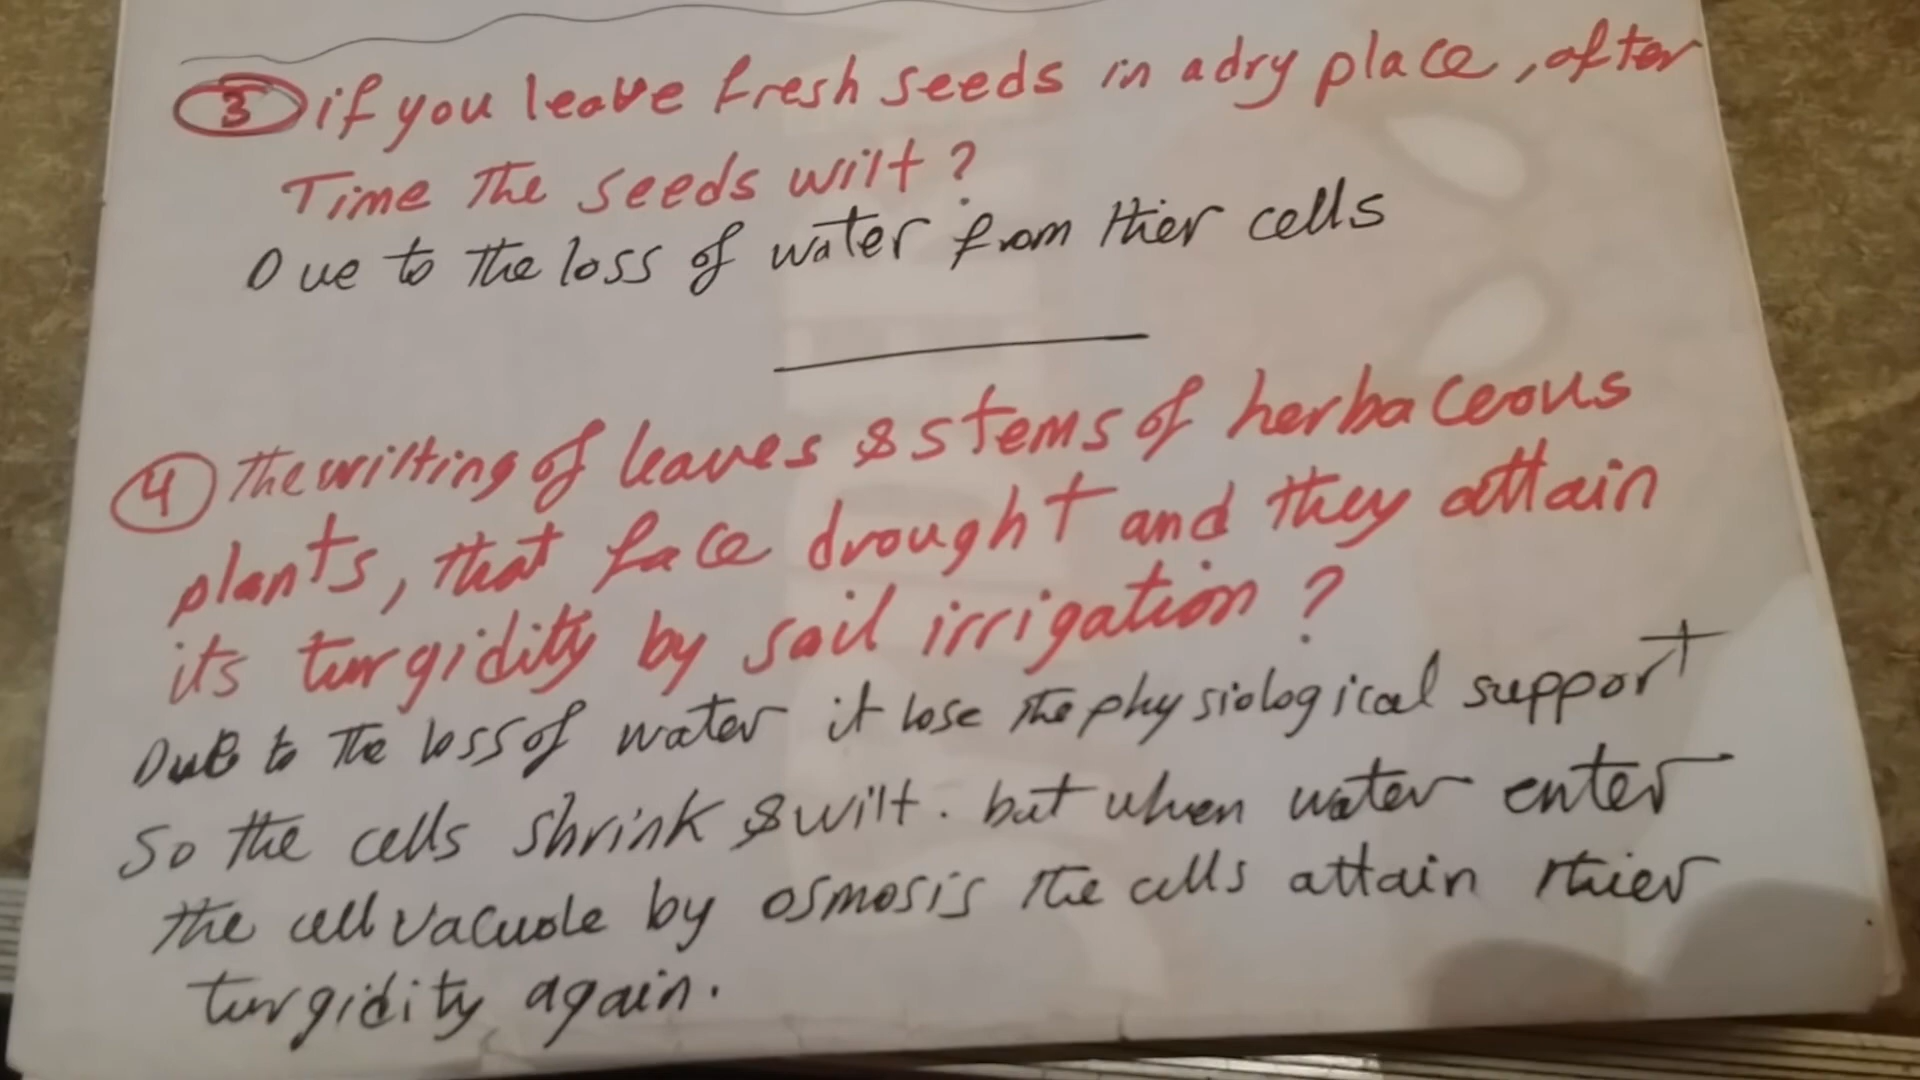 3 if you leave fresh seeds in a dry place, after
Time the seeds wilt?
Due to the loss of water from thier cells
4 The wilting of leaves & stems of herbaceous
plants, that face drought and they attain
its turgidity by soil irrigation?
Due to the loss of water it lose the physiological support
So the cells shrink & wilt. but when water enter
the cell vacuole by osmosis the cells attain thier
turgidity again.